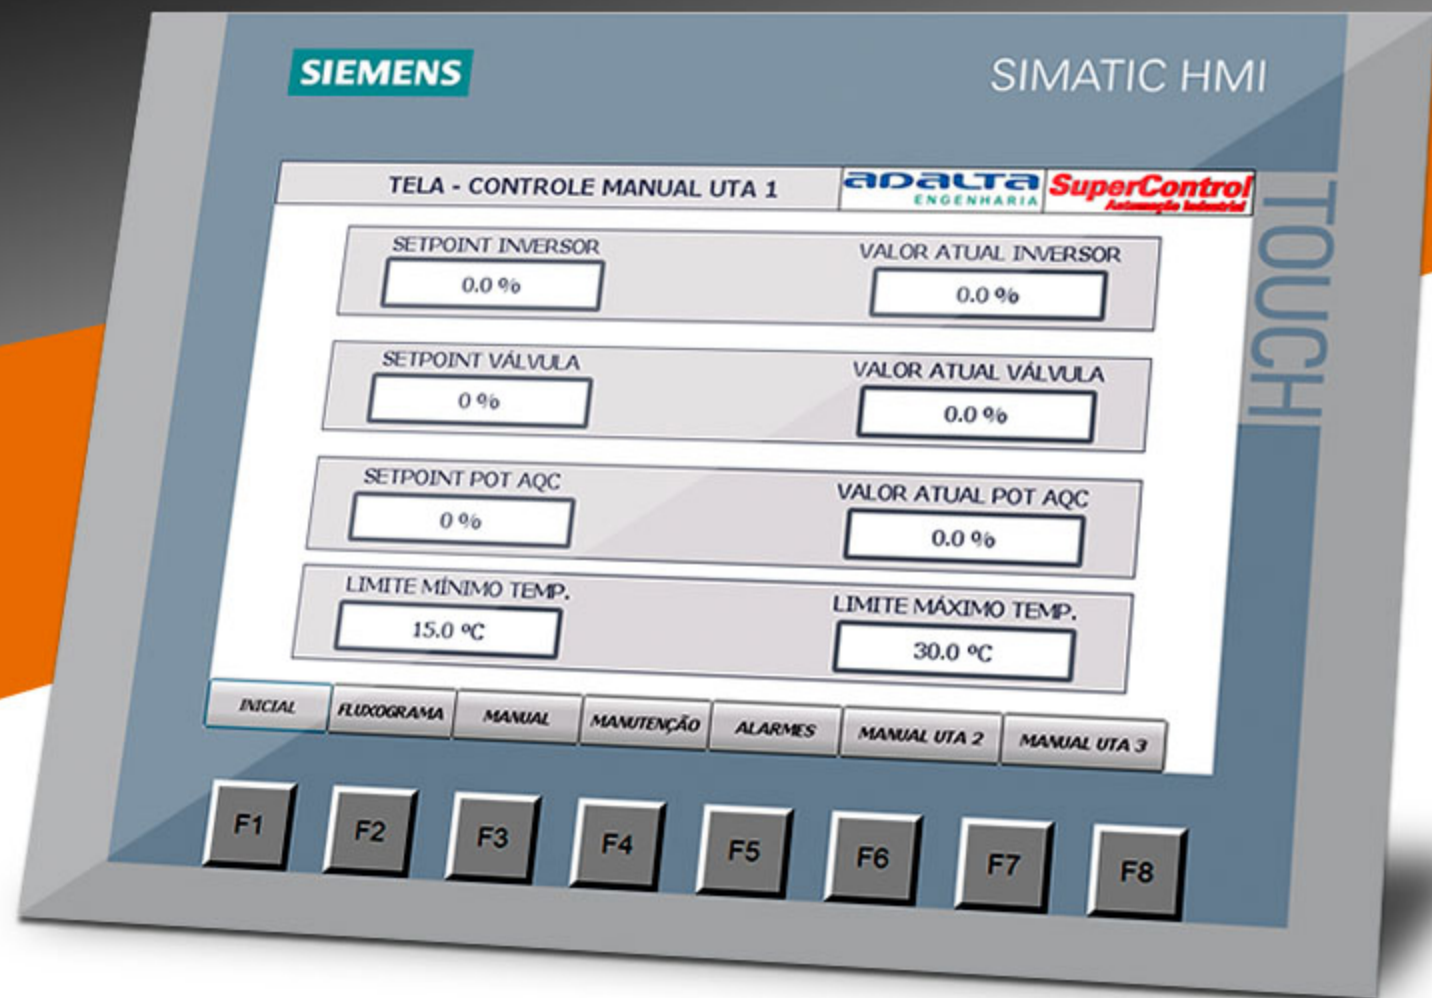 SIEMENS
SIMATIC HMI
TOUCH
TELA - CONTROLE MANUAL UTA 1
aDaLTa
ENGENHARIA
SuperControl
Automação Industrial
SETPOINT INVERSOR
VALOR ATUAL INVERSOR
0.0 %
0.0 %
SETPOINT VÁLVULA
VALOR ATUAL VÁLVULA
0 %
0.0 %
SETPOINT POT AQC
VALOR ATUAL POT AQC
0 %
0.0 %
LIMITE MÍNIMO TEMP.
LIMITE MÁXIMO TEMP.
15.0 ºC
30.0 ºC
INICIAL
FLUXOGRAMA
MANUAL
MANUTENÇÃO
ALARMES
MANUAL UTA 2
MANUAL UTA 3
F1
F2
F3
F4
F5
F6
F7
F8